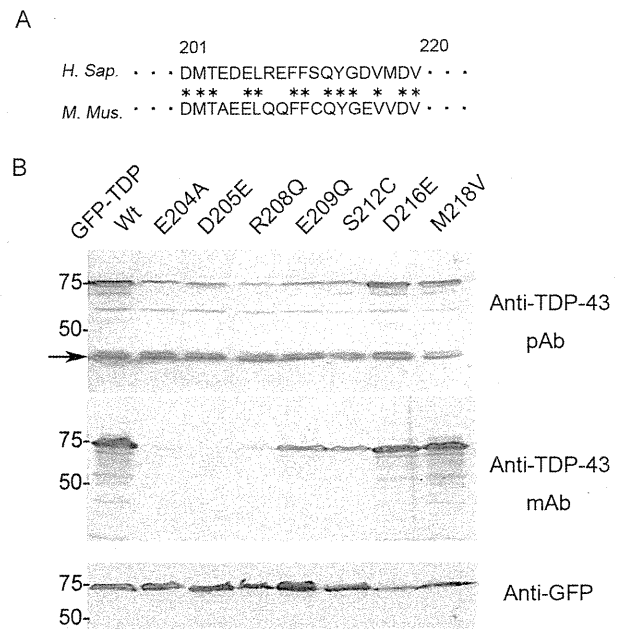 A
201 220
H. Sap. · · · DMTEDELREFFSQYGDVMDV · · ·
*** ** ** *** * **
M. Mus. · · · DMTAEELQQFFCQYGEVVDV · · ·
B
GFP-TDP Wt E204A D205E R208Q E209Q S212C D216E M218V
75-
50-
Anti-TDP-43
pAb
75-
50-
Anti-TDP-43
mAb
75-
50-
Anti-GFP